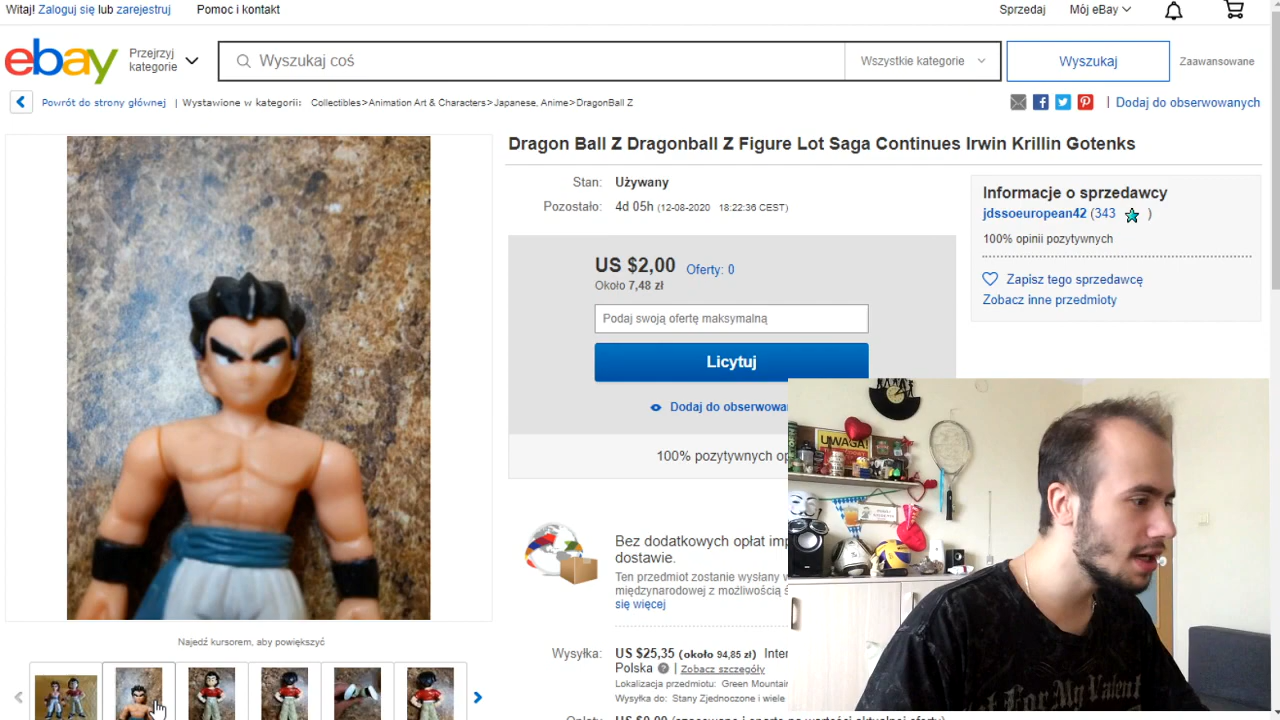 Witaj! Zaloguj się lub zarejestruj Pomoc i kontakt Sprzedaj Mój eBay
ebay Przejrzyj kategorie Wyszukaj coś Wszystkie kategorie Wyszukaj Zaawansowane
Powrót do strony głównej | Wystawione w kategorii: Collectibles>Animation Art & Characters>Japanese, Anime>DragonBall Z | Dodaj do obserwowanych
Dragon Ball Z Dragonball Z Figure Lot Saga Continues Irwin Krillin Gotenks
Stan: Używany
Pozostało: 4d 05h (12-08-2020 18:22:36 CEST)
US $2,00 Oferty: 0
Około 7,48 zł
Podaj swoją ofertę maksymalną
Licytuj
Dodaj do obserwowa
100% pozytywnych op
Informacje o sprzedawcy
jdssoeuropean42 (343 )
100% opinii pozytywnych
Zapisz tego sprzedawcę
Zobacz inne przedmioty
Bez dodatkowych opłat imp
dostawie.
Ten przedmiot zostanie wysłany w
międzynarodowej z możliwością ś
się więcej
Najedź kursorem, aby powiększyć
Wysyłka: US $25,35 (około 94,85 zł) Inter
Polska | Zobacz szczegóły
Lokalizacja przedmiotu: Green Mountain
Wysyłka do: Stany Zjednoczone i wiele
UWAGA
Not For My Valent